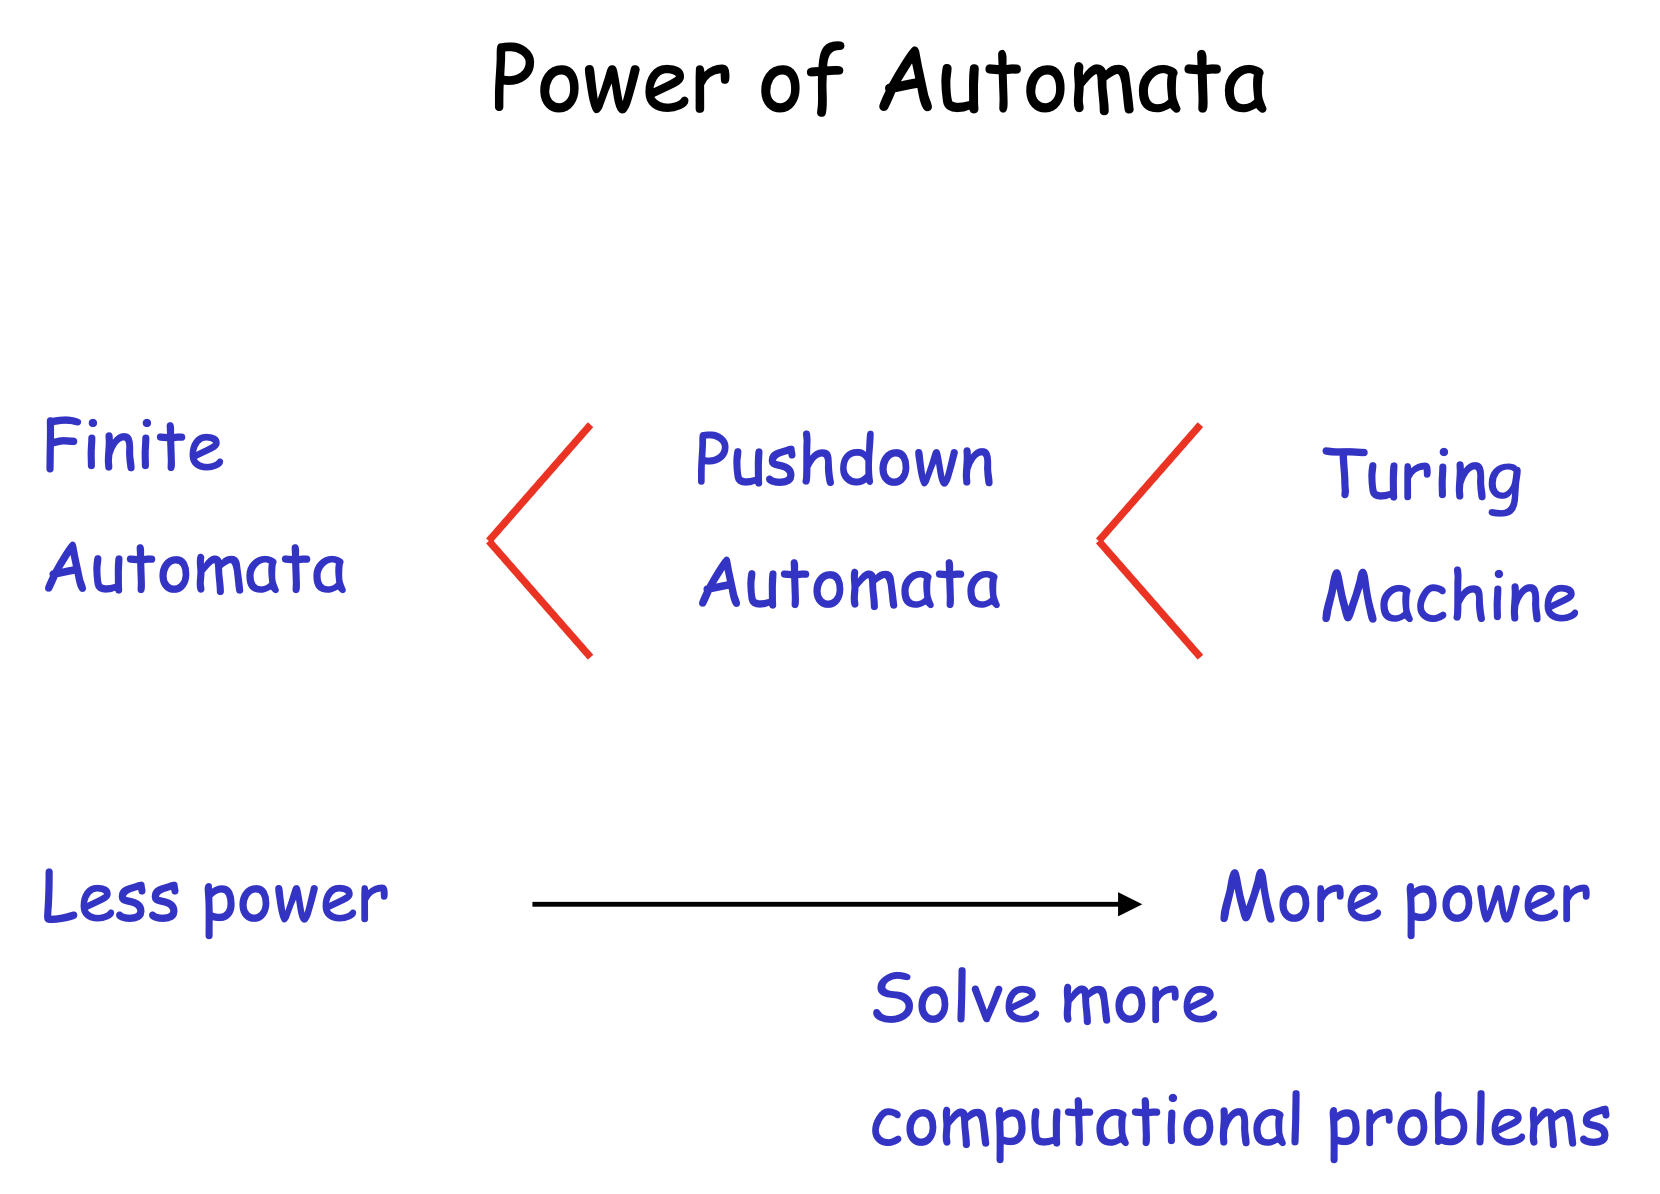 Power of Automata
Finite
Automata
Pushdown
Automata
Turing
Machine
Less power
More power
Solve more
computational problems